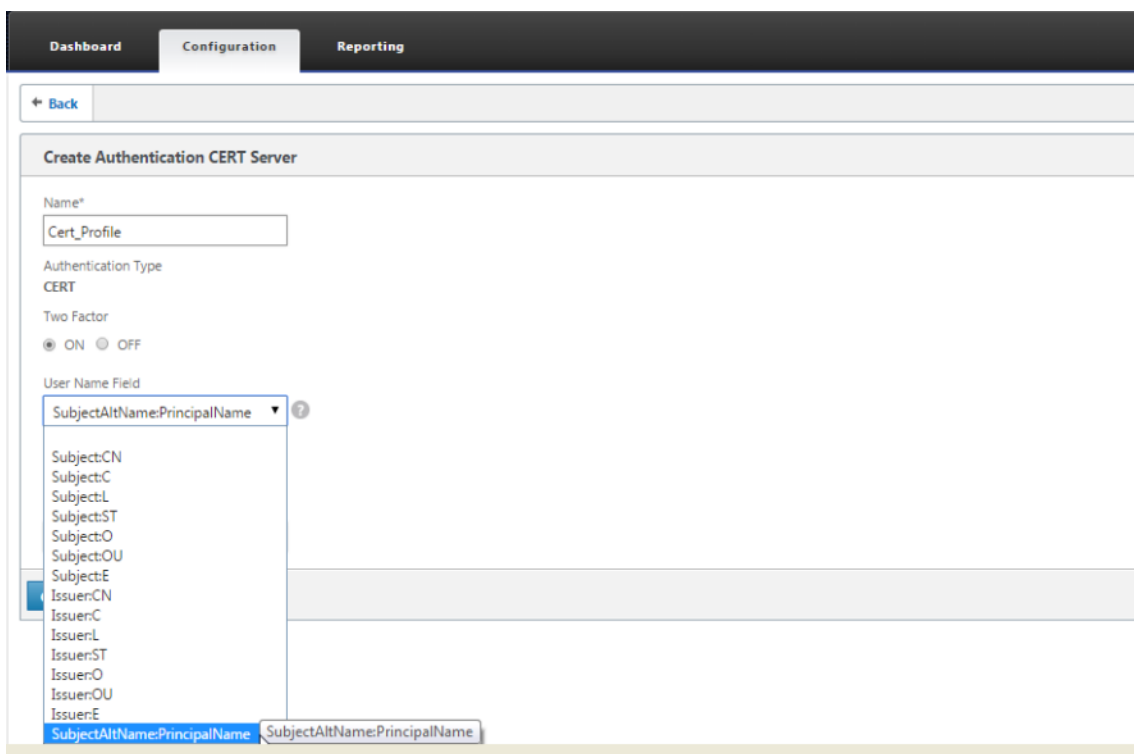 Dashboard Configuration Reporting
Back
Create Authentication CERT Server
Name*
Cert_Profile
Authentication Type
CERT
Two Factor
ON OFF
User Name Field
SubjectAltName:PrincipalName ?
Subject:CN
Subject:C
Subject:L
Subject:ST
Subject:O
Subject:OU
Subject:E
Issuer:CN
Issuer:C
Issuer:L
Issuer:ST
Issuer:O
Issuer:OU
Issuer:E
SubjectAltName:PrincipalName SubjectAltName:PrincipalName